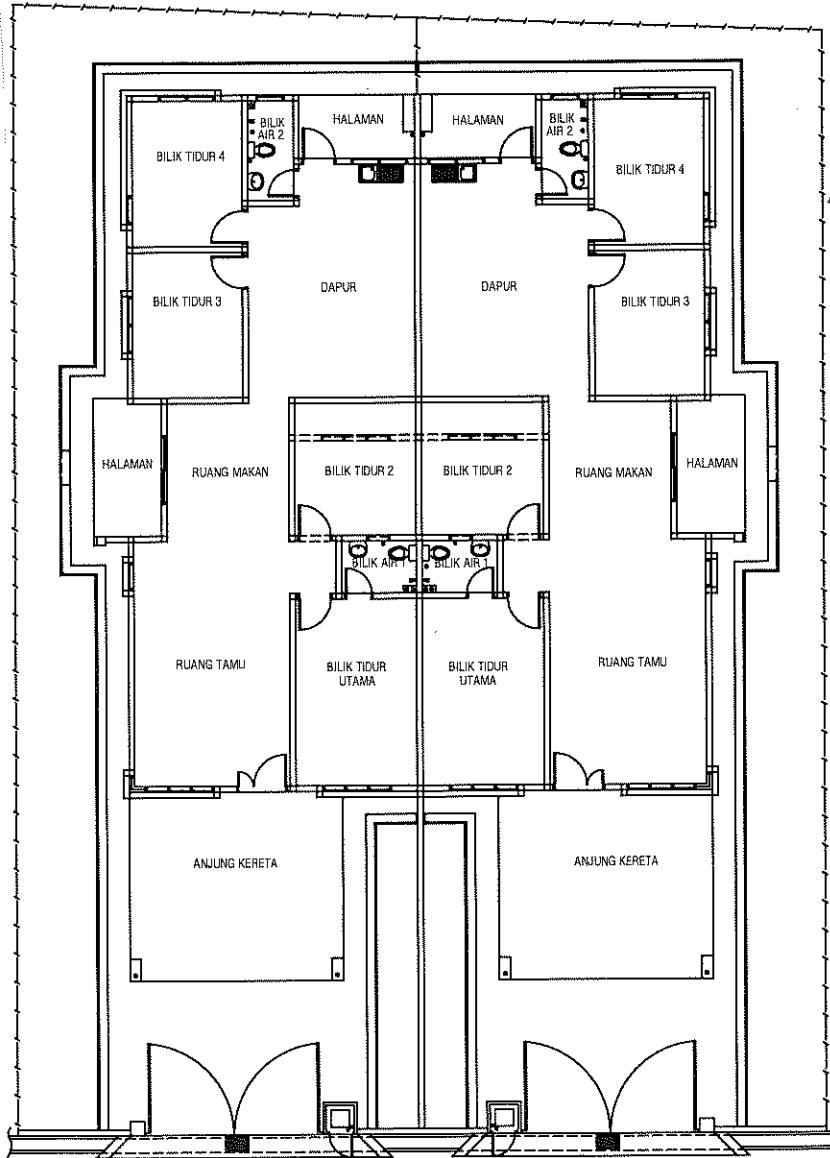 HALAMAN
HALAMAN
BILIK
AIR 2
BILIK
AIR 2
BILIK TIDUR 4
BILIK TIDUR 4
DAPUR
DAPUR
BILIK TIDUR 3
BILIK TIDUR 3
HALAMAN
RUANG MAKAN
BILIK TIDUR 2
BILIK TIDUR 2
RUANG MAKAN
HALAMAN
BILIK AIR 1
BILIK AIR 1
RUANG TAMU
BILIK TIDUR
UTAMA
BILIK TIDUR
UTAMA
RUANG TAMU
ANJUNG KERETA
ANJUNG KERETA